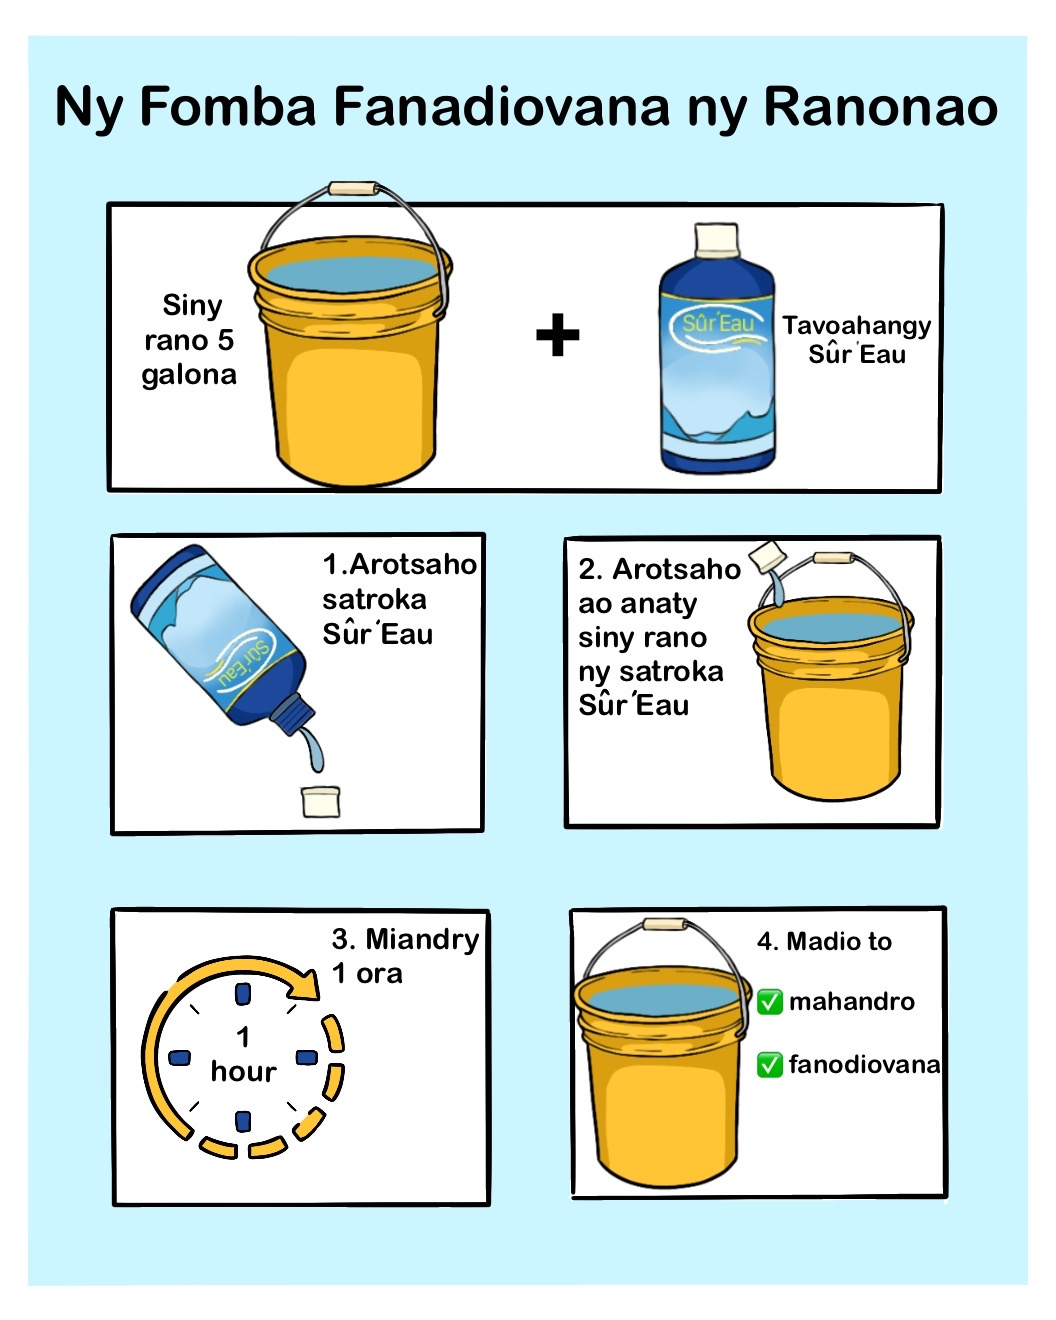 Ny Fomba Fanadiovana ny Ranonao
Siny
rano 5
galona
+
Sûr'Eau
Tavoahangy
Sûr'Eau
1.Arotsaho
satroka
Sûr'Eau
Sûr'Eau
2. Arotsaho
ao anaty
siny rano
ny satroka
Sûr'Eau
3. Miandry
1 ora
1
hour
4. Madio to
✅ mahandro
✅ fanodiovana